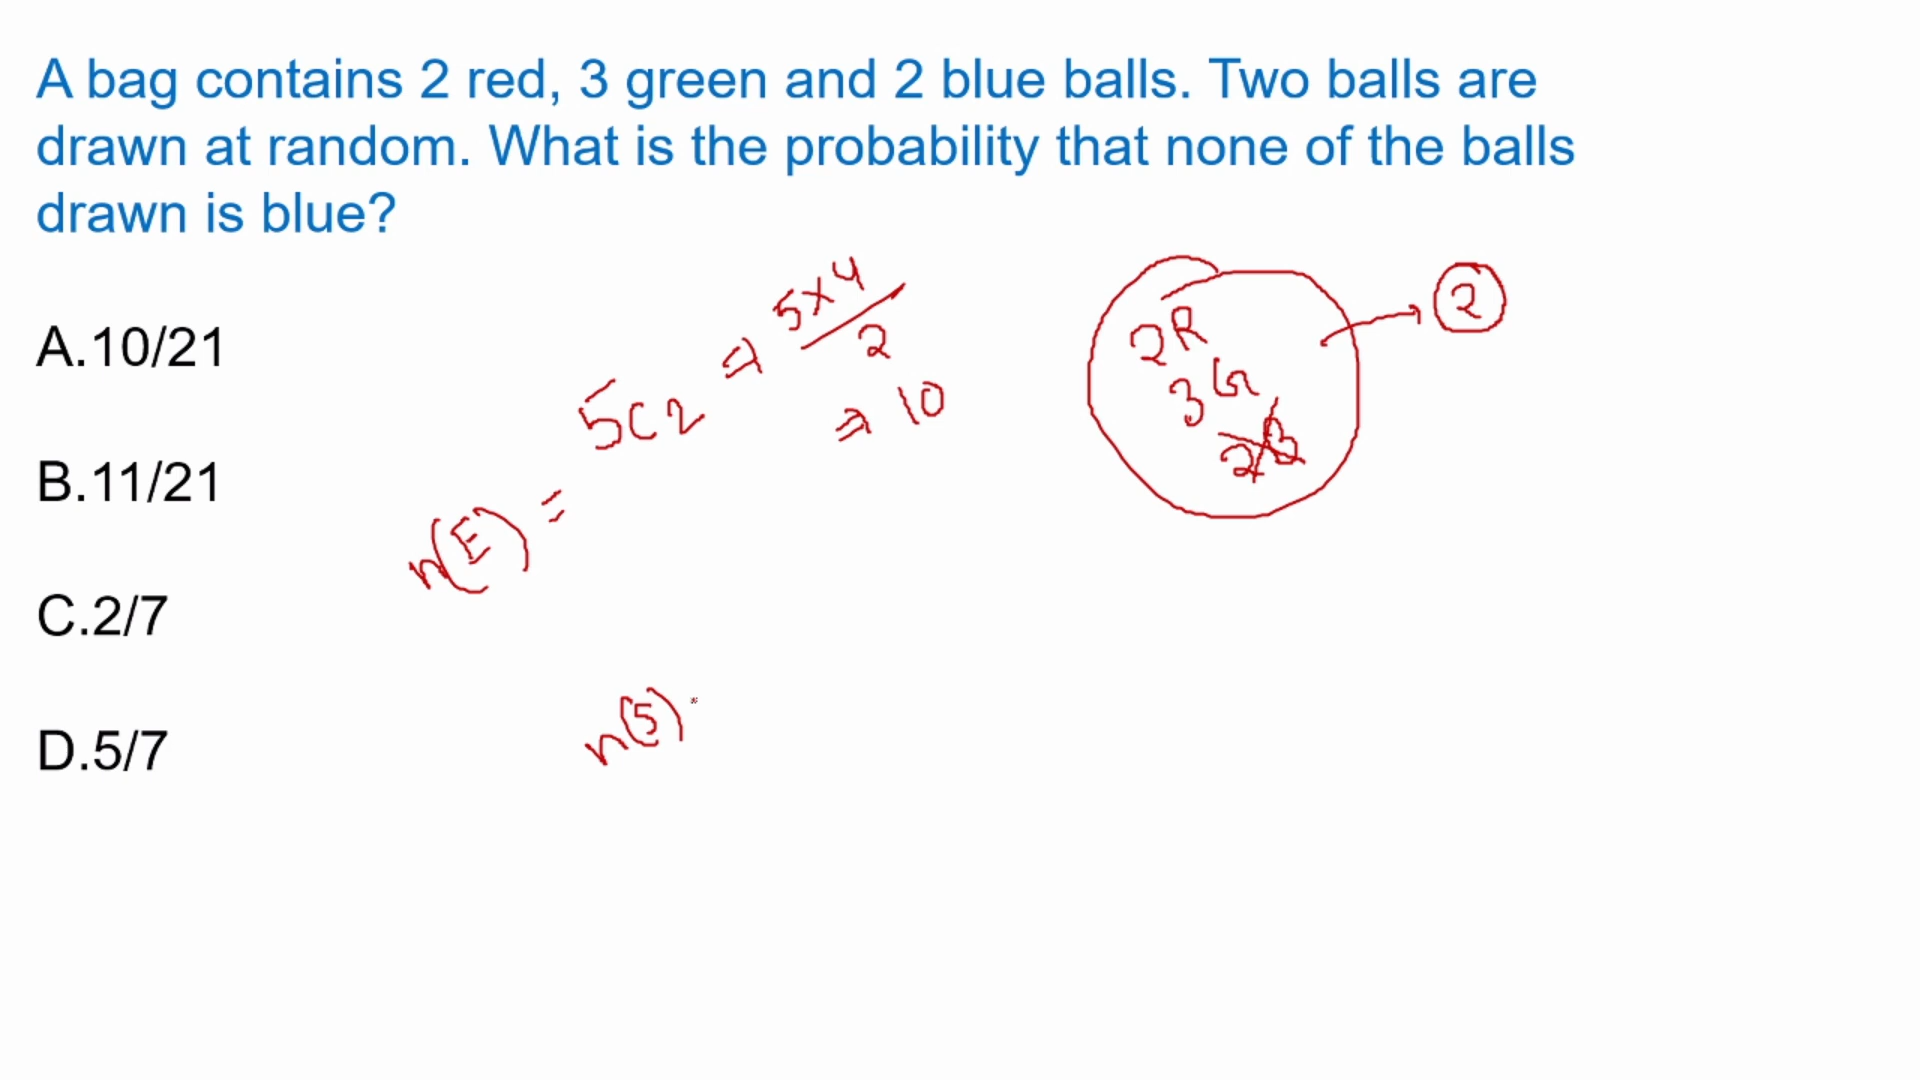 A bag contains 2 red, 3 green and 2 blue balls. Two balls are
drawn at random. What is the probability that none of the balls
drawn is blue?
A.10/21
B.11/21
C.2/7
D.5/7
n(E) =
5C2 ⇒ 5×4/2
⇒ 10
2R
3G
2B
2
n(S)